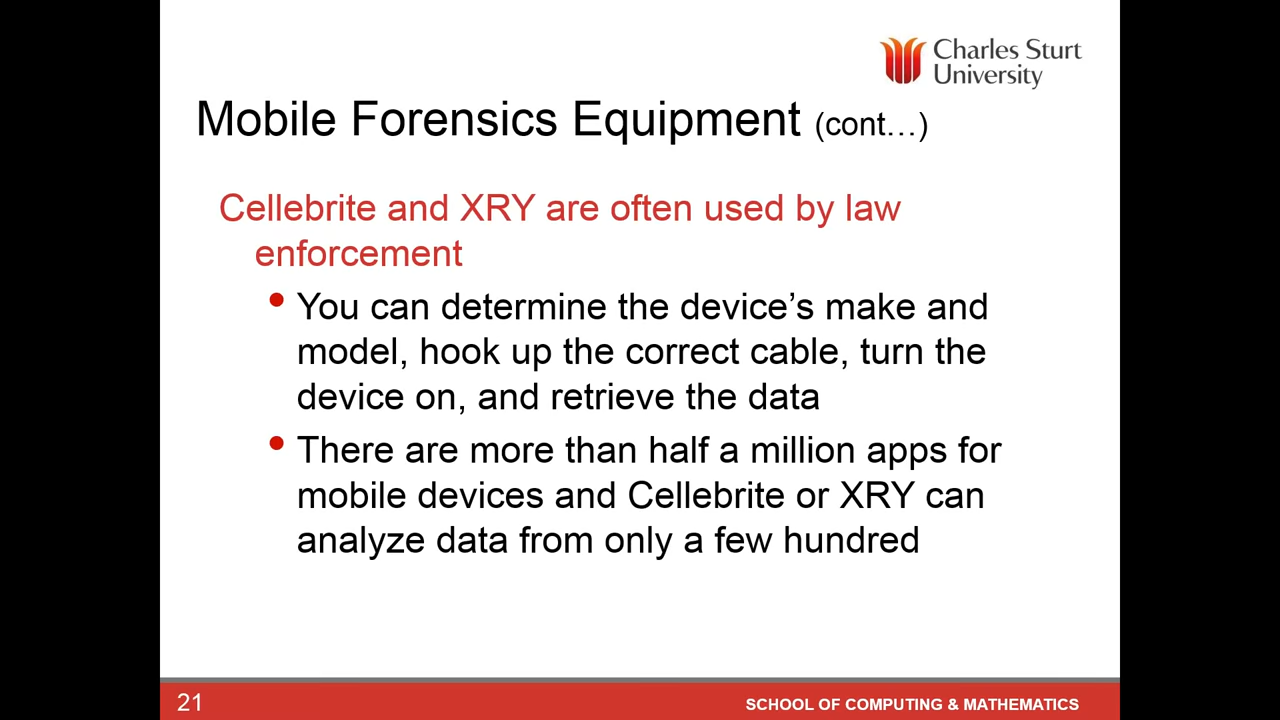 Charles Sturt
University
Mobile Forensics Equipment (cont…)
Cellebrite and XRY are often used by law
enforcement
• You can determine the device’s make and
model, hook up the correct cable, turn the
device on, and retrieve the data
• There are more than half a million apps for
mobile devices and Cellebrite or XRY can
analyze data from only a few hundred
21
SCHOOL OF COMPUTING & MATHEMATICS